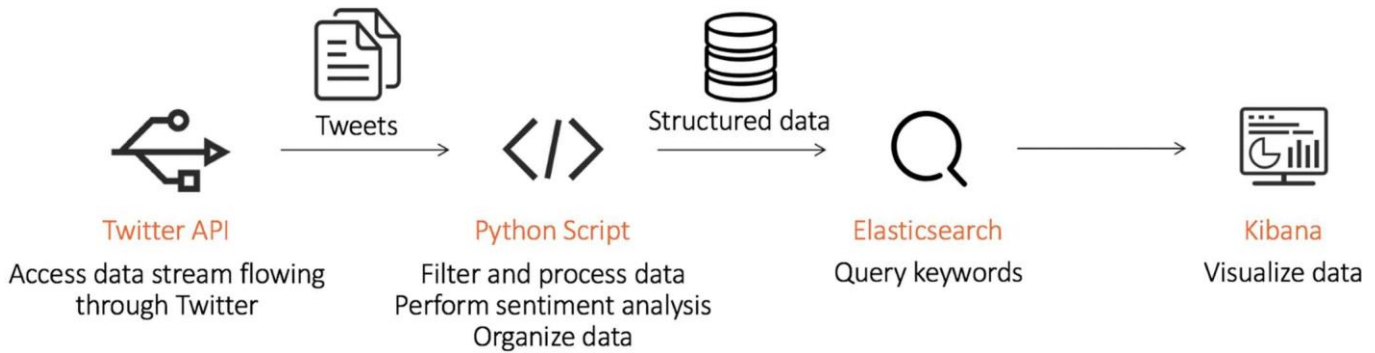 Tweets
Structured data
Twitter API
Access data stream flowing
through Twitter
Python Script
Filter and process data
Perform sentiment analysis
Organize data
Elasticsearch
Query keywords
Kibana
Visualize data